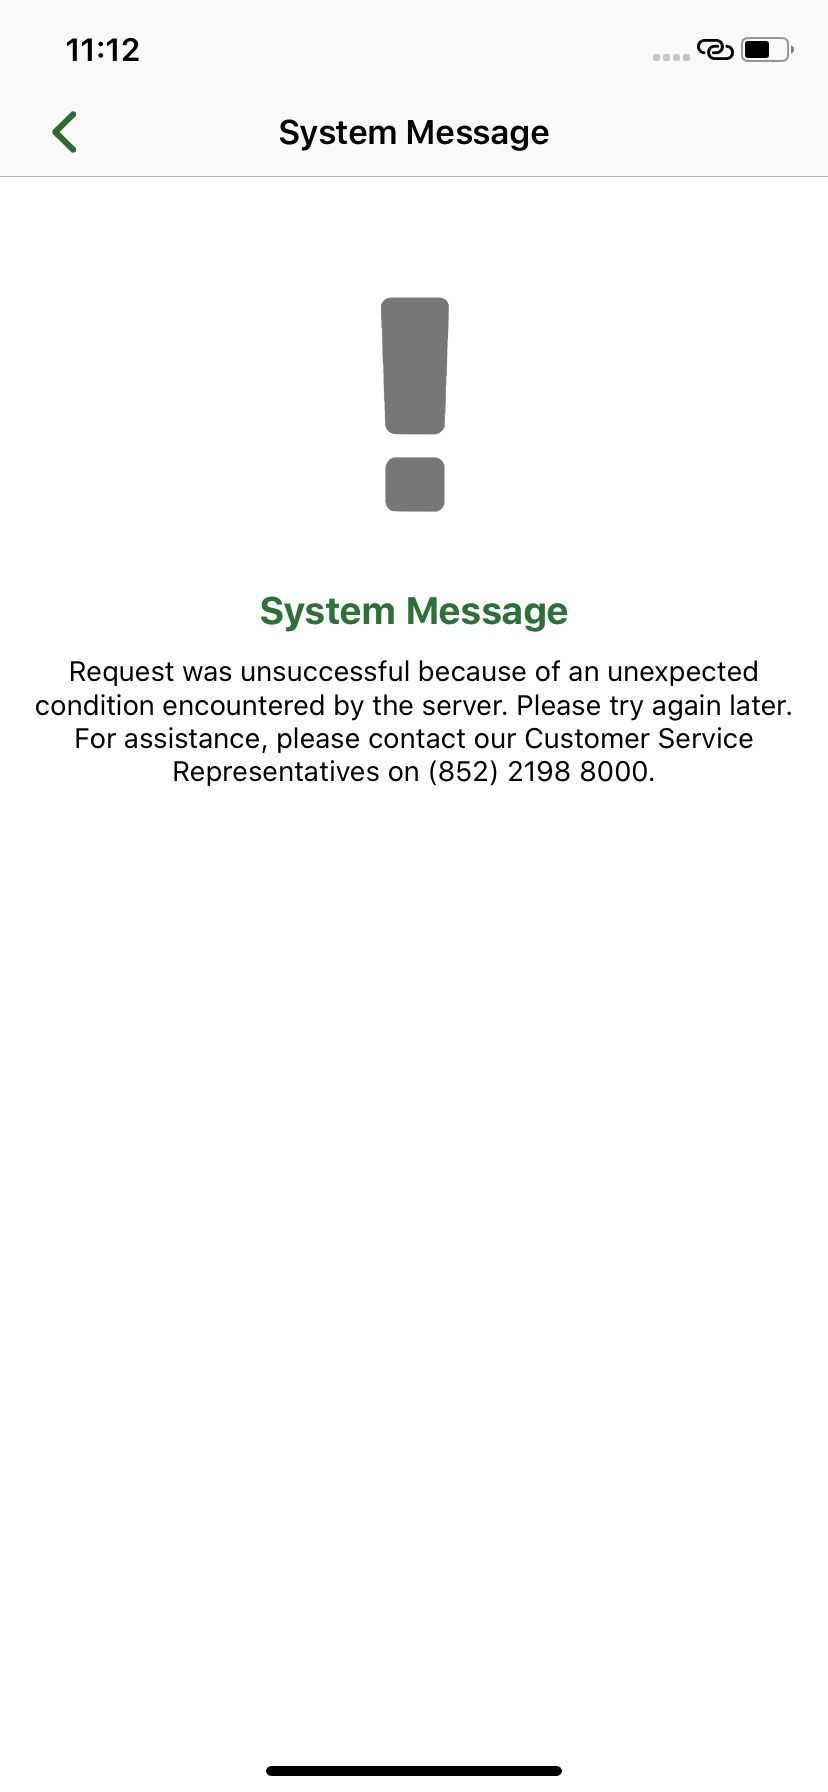 11:12
System Message
System Message
Request was unsuccessful because of an unexpected
condition encountered by the server. Please try again later.
For assistance, please contact our Customer Service
Representatives on (852) 2198 8000.